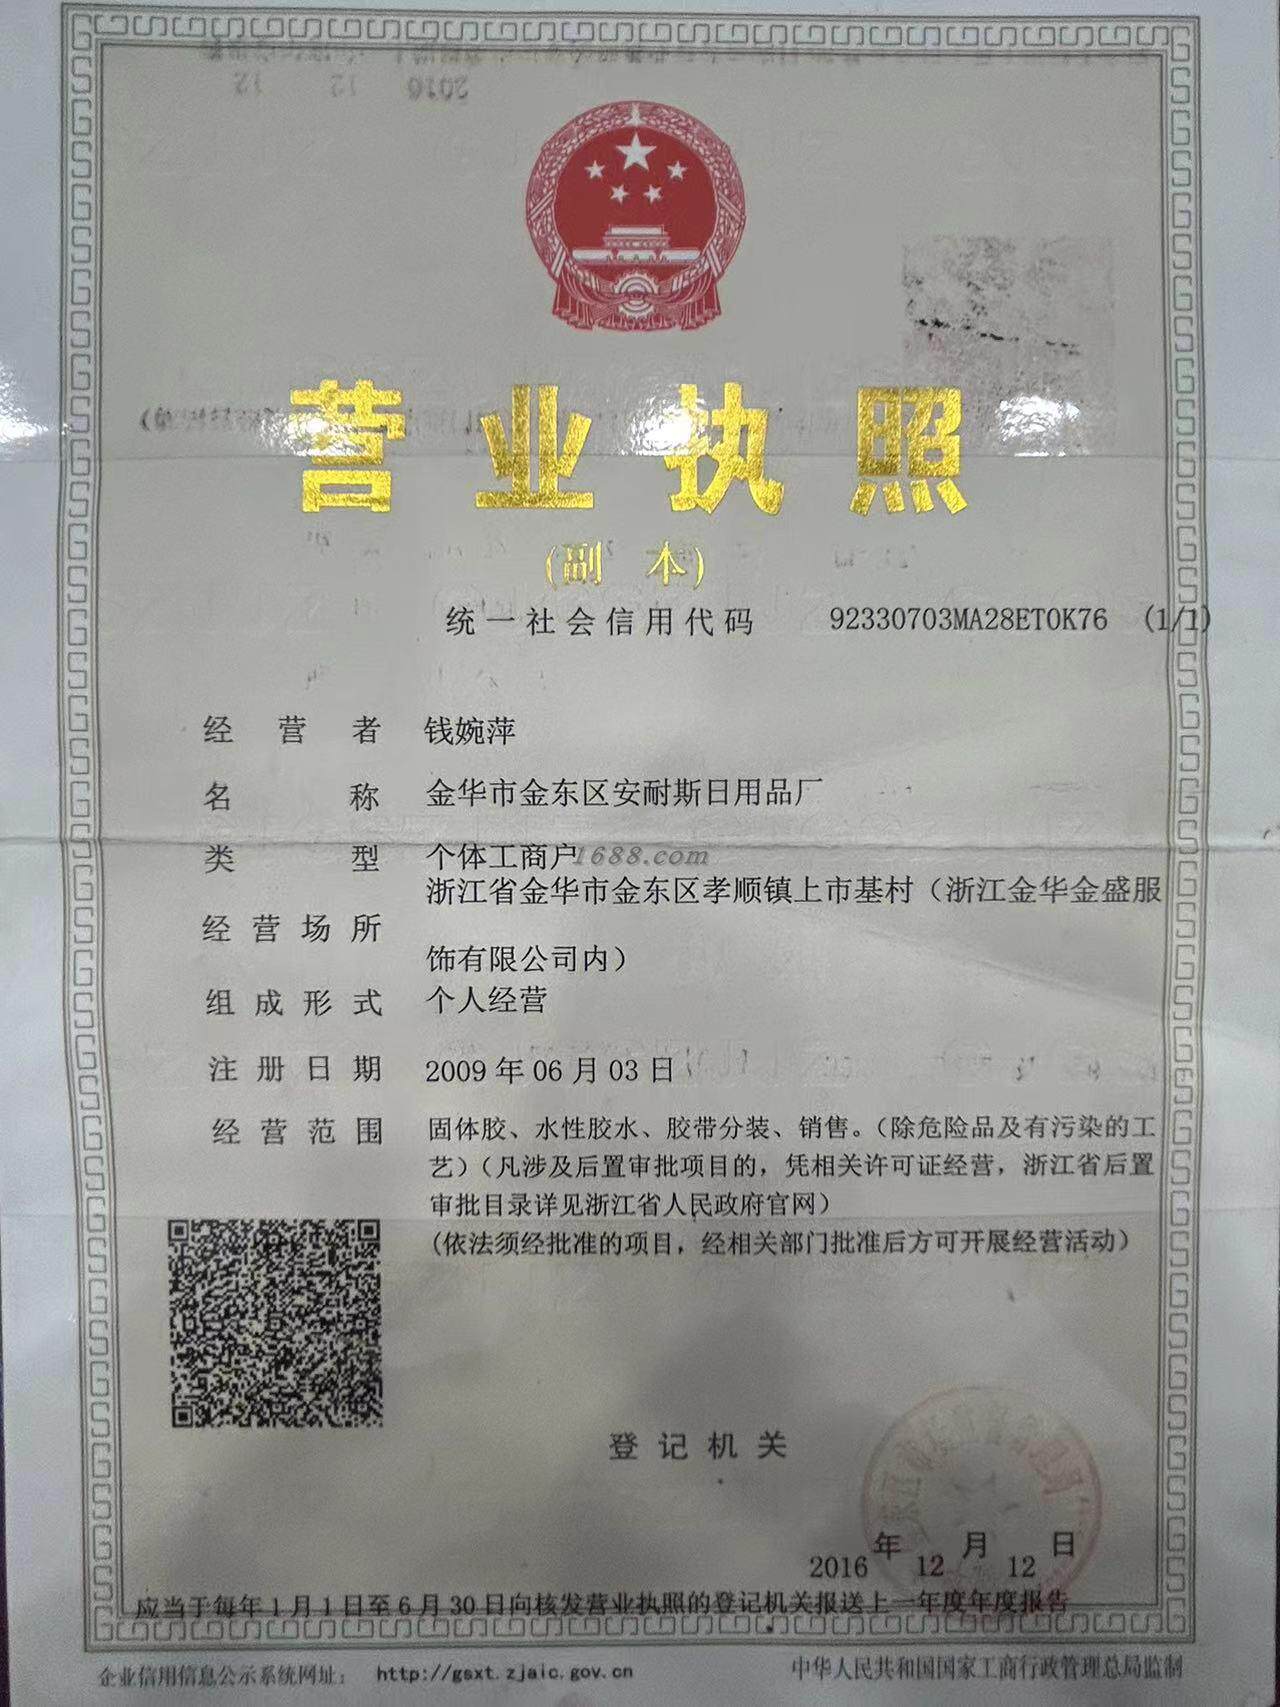 营业执照
(副 本)
统一社会信用代码 92330703MA28ET0K76 (1/1)
经营者 钱婉萍
名称 金华市金东区安耐斯日用品厂
类型 个体工商户
1688.com
经营场所 浙江省金华市金东区孝顺镇上市基村（浙江金华金盛服
饰有限公司内）
组成形式 个人经营
注册日期 2009年06月03日
经营范围 固体胶、水性胶水、胶带分装、销售。（除危险品及有污染的工
艺）（凡涉及后置审批项目的，凭相关许可证经营，浙江省后置
审批目录详见浙江省人民政府官网）
（依法须经批准的项目，经相关部门批准后方可开展经营活动）
登记机关
2016年12月12日
应当于每年1月1日至6月30日向核发营业执照的登记机关报送上一年度年度报告
企业信用信息公示系统网址： http://gsxt.zjaic.gov.cn 中华人民共和国国家工商行政管理总局监制